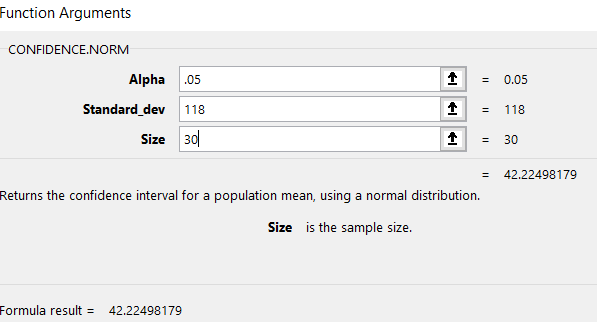 Function Arguments
CONFIDENCE.NORM
Alpha .05 = 0.05
Standard_dev 118 = 118
Size 30 = 30
= 42.22498179
Returns the confidence interval for a population mean, using a normal distribution.
Size is the sample size.
Formula result = 42.22498179